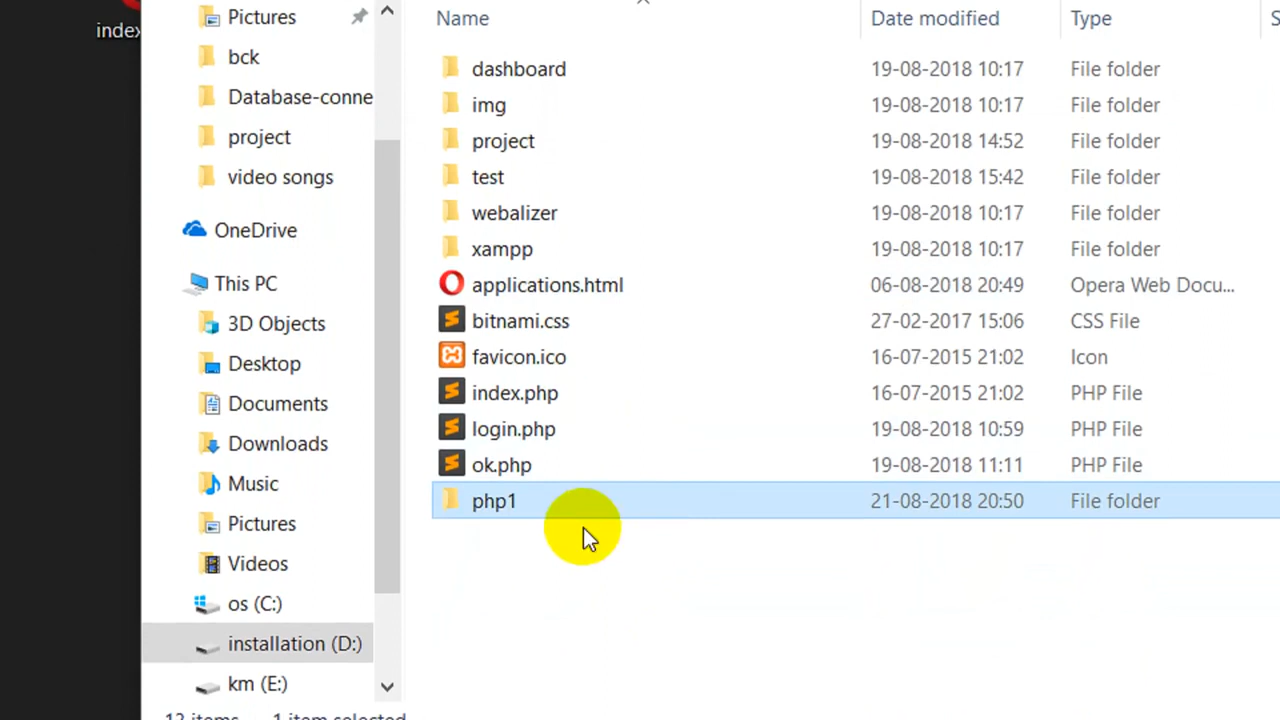 index
Pictures
bck
Database-conne
project
video songs
OneDrive
This PC
3D Objects
Desktop
Documents
Downloads
Music
Pictures
Videos
os (C:)
installation (D:)
km (E:)
12 items 1 item selected
Name Date modified Type S
dashboard 19-08-2018 10:17 File folder
img 19-08-2018 10:17 File folder
project 19-08-2018 14:52 File folder
test 19-08-2018 15:42 File folder
webalizer 19-08-2018 10:17 File folder
xampp 19-08-2018 10:17 File folder
applications.html 06-08-2018 20:49 Opera Web Docu...
bitnami.css 27-02-2017 15:06 CSS File
favicon.ico 16-07-2015 21:02 Icon
index.php 16-07-2015 21:02 PHP File
login.php 19-08-2018 10:59 PHP File
ok.php 19-08-2018 11:11 PHP File
php1 21-08-2018 20:50 File folder